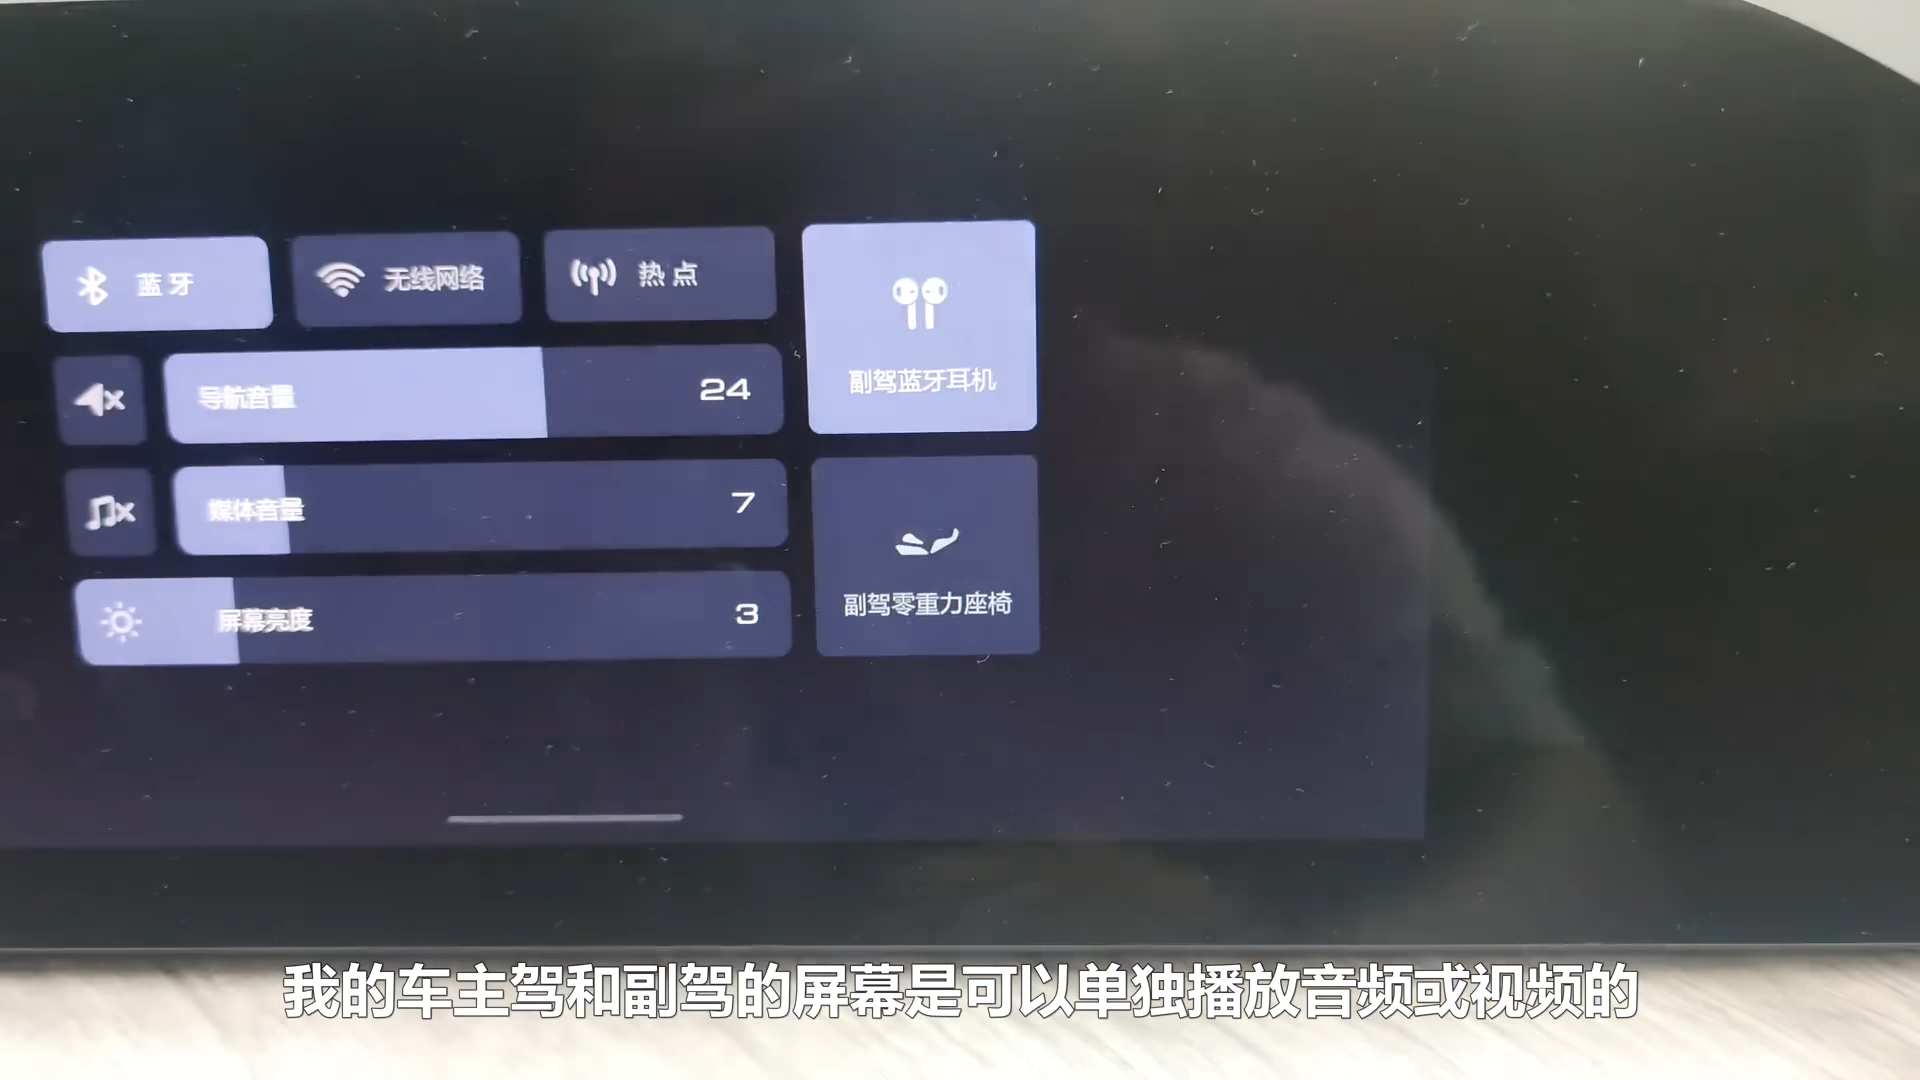 蓝牙
无线网络
热点
副驾蓝牙耳机
导航音量 24
媒体音量 7
屏幕亮度 3
副驾零重力座椅
我的车主驾和副驾的屏幕是可以单独播放音频或视频的